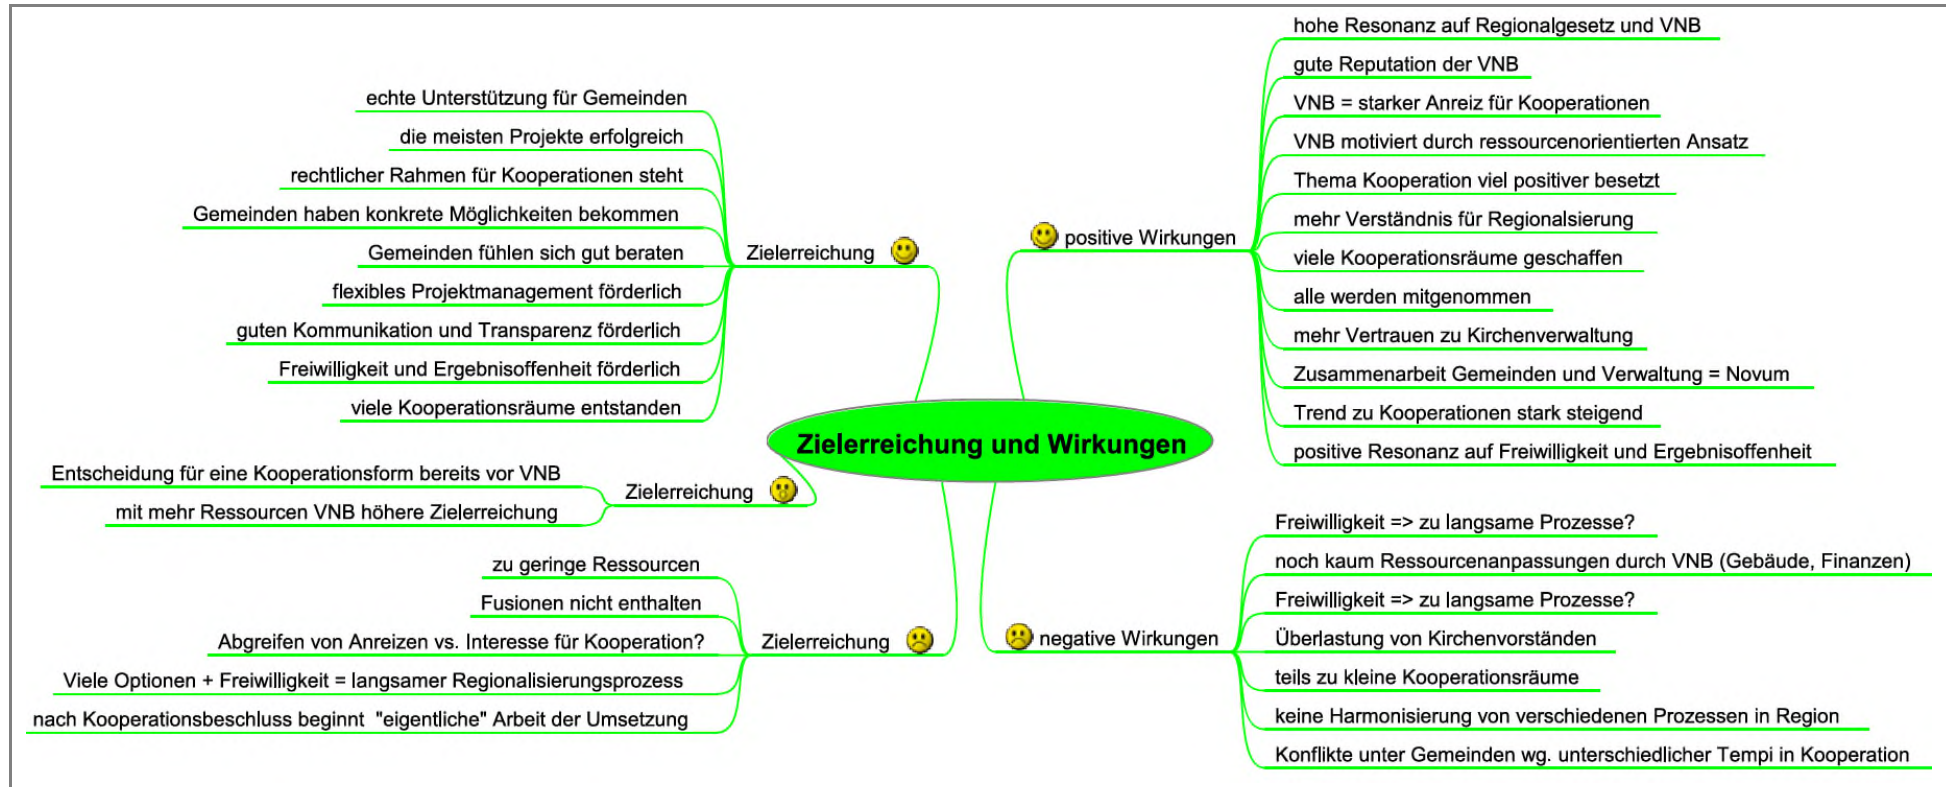 Zielerreichung und Wirkungen
Zielerreichung
echte Unterstützung für Gemeinden
die meisten Projekte erfolgreich
rechtlicher Rahmen für Kooperationen steht
Gemeinden haben konkrete Möglichkeiten bekommen
Gemeinden fühlen sich gut beraten
flexibles Projektmanagement förderlich
guten Kommunikation und Transparenz förderlich
Freiwilligkeit und Ergebnisoffenheit förderlich
viele Kooperationsräume entstanden
Zielerreichung
Entscheidung für eine Kooperationsform bereits vor VNB
mit mehr Ressourcen VNB höhere Zielerreichung
Zielerreichung
zu geringe Ressourcen
Fusionen nicht enthalten
Abgreifen von Anreizen vs. Interesse für Kooperation?
Viele Optionen + Freiwilligkeit = langsamer Regionalisierungsprozess
nach Kooperationsbeschluss beginnt "eigentliche" Arbeit der Umsetzung
positive Wirkungen
hohe Resonanz auf Regionalgesetz und VNB
gute Reputation der VNB
VNB = starker Anreiz für Kooperationen
VNB motiviert durch ressourcenorientierten Ansatz
Thema Kooperation viel positiver besetzt
mehr Verständnis für Regionalsierung
viele Kooperationsräume geschaffen
alle werden mitgenommen
mehr Vertrauen zu Kirchenverwaltung
Zusammenarbeit Gemeinden und Verwaltung = Novum
Trend zu Kooperationen stark steigend
positive Resonanz auf Freiwilligkeit und Ergebnisoffenheit
negative Wirkungen
Freiwilligkeit => zu langsame Prozesse?
noch kaum Ressourcenanpassungen durch VNB (Gebäude, Finanzen)
Freiwilligkeit => zu langsame Prozesse?
Überlastung von Kirchenvorständen
teils zu kleine Kooperationsräume
keine Harmonisierung von verschiedenen Prozessen in Region
Konflikte unter Gemeinden wg. unterschiedlicher Tempi in Kooperation